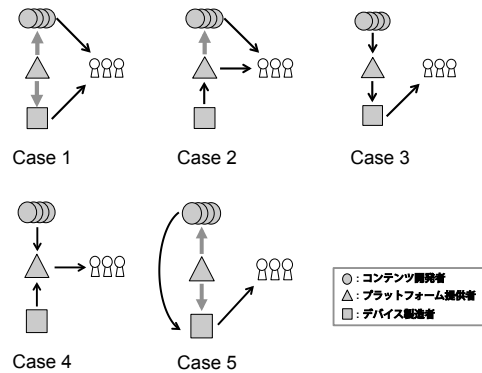 Case 1
Case 2
Case 3
Case 4
Case 5
: コンテンツ開発者
: プラットフォーム提供者
: デバイス製造者